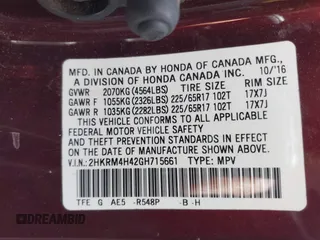 MFD. IN CANADA BY HONDA OF CANADA MFG.,
A DIVISION OF HONDA CANADA INC. 10/'16
GVWR 2070KG (4564LBS) TIRE SIZE RIM SIZE
GAWR F 1055KG (2326LBS) 225/65R17 102T 17X7J
GAWR R 1035KG (2282LBS) 225/65R17 102T 17X7J
THIS VEHICLE CONFORMS TO ALL APPLICABLE
FEDERAL MOTOR VEHICLE SAFETY, BUMPER,
AND THEFT PREVENTION STANDARDS IN EFFECT
ON THE DATE OF MANUFACTURE SHOWN ABOVE.
V.I.N: 2HKRM4H42GH715661 TYPE: MPV
TFE G AE5 -R548P -B -H
DREAMBID